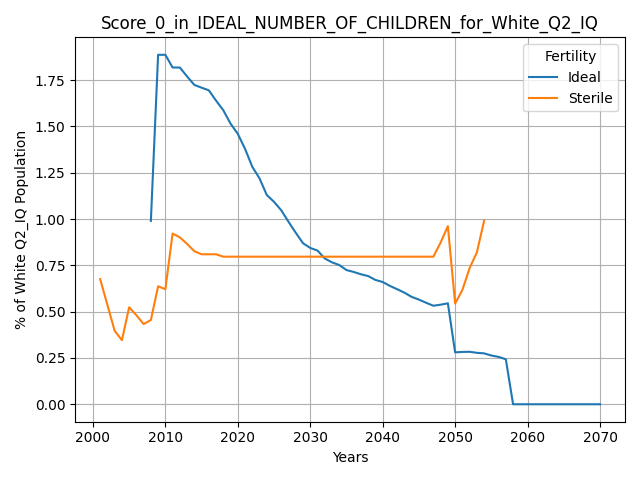 Score_0_in_IDEAL_NUMBER_OF_CHILDREN_for_White_Q2_IQ
Fertility
Ideal
Sterile
% of White Q2_IQ Population
1.75
1.50
1.25
1.00
0.75
0.50
0.25
0.00
2000 2010 2020 2030 2040 2050 2060 2070
Years